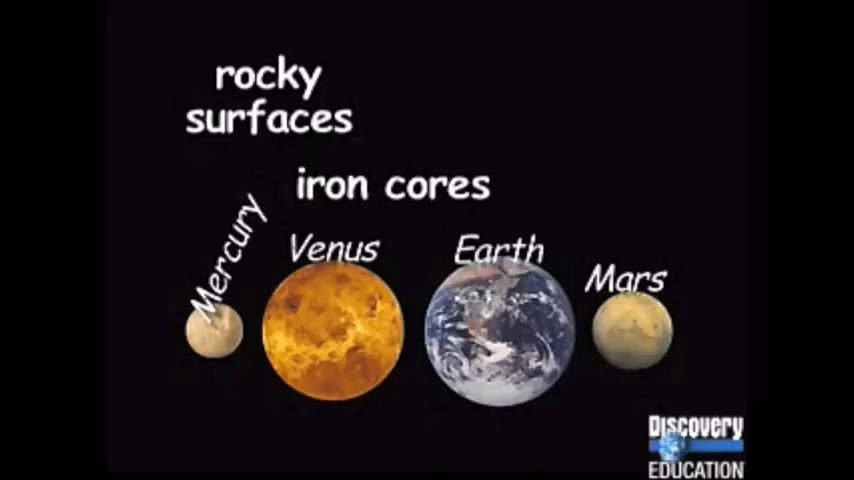 rocky
surfaces
iron cores
Mercury
Venus
Earth
Mars
Discovery
EDUCATION